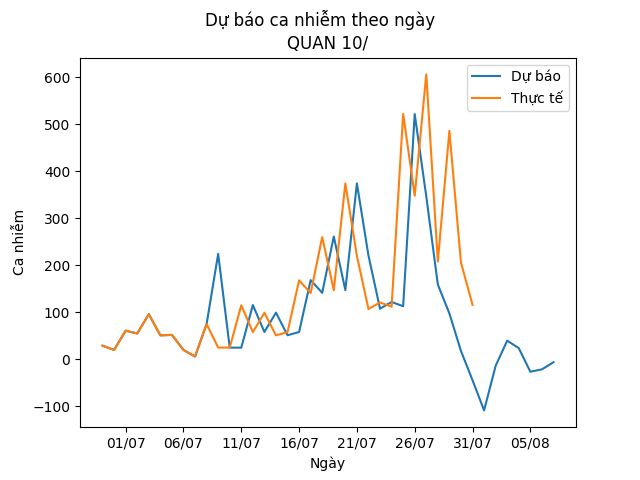 Dự báo ca nhiễm theo ngày
QUAN 10/
Dự báo
Thực tế
600
500
400
300
200
100
0
−100
Ca nhiễm
01/07 06/07 11/07 16/07 21/07 26/07 31/07 05/08
Ngày